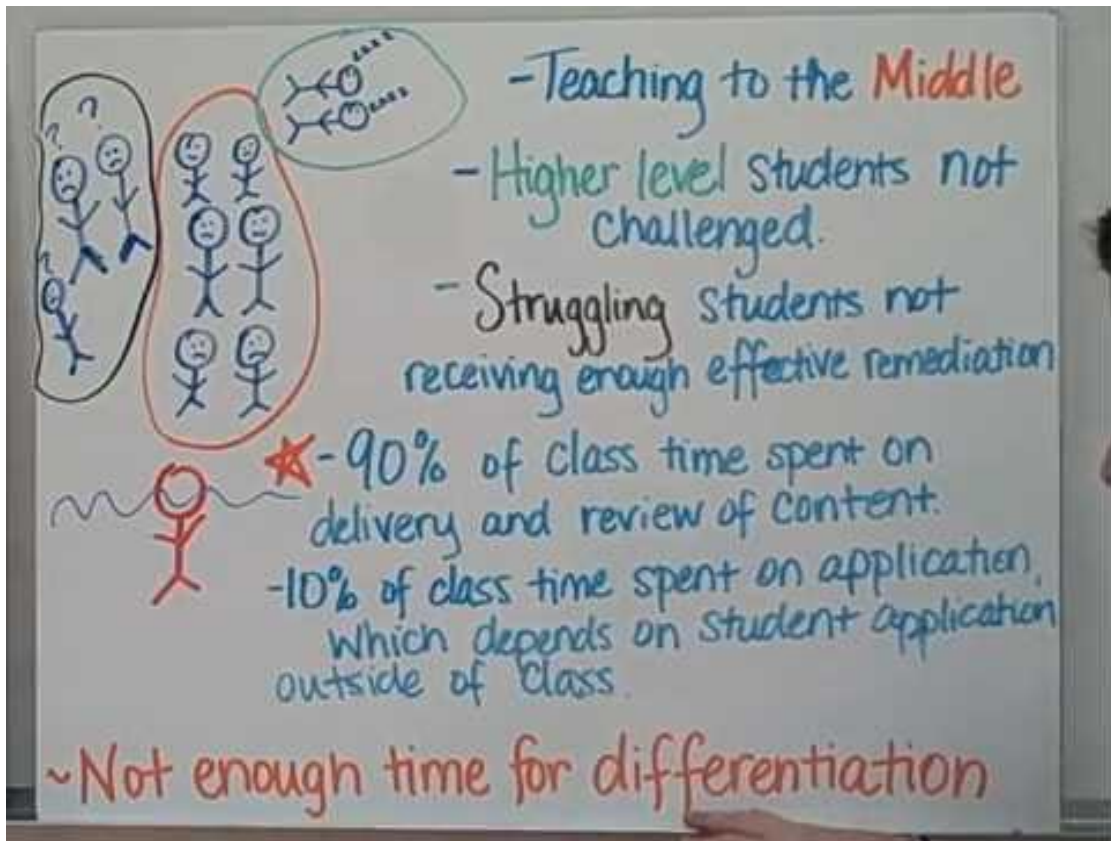 ? ?
?
zzzz
zzzz
- Teaching to the Middle
- Higher level students not
challenged.
- Struggling students not
receiving enough effective remediation
- 90% of class time spent on
delivery and review of content.
- 10% of class time spent on application,
which depends on student application
outside of class.
~ Not enough time for differentiation